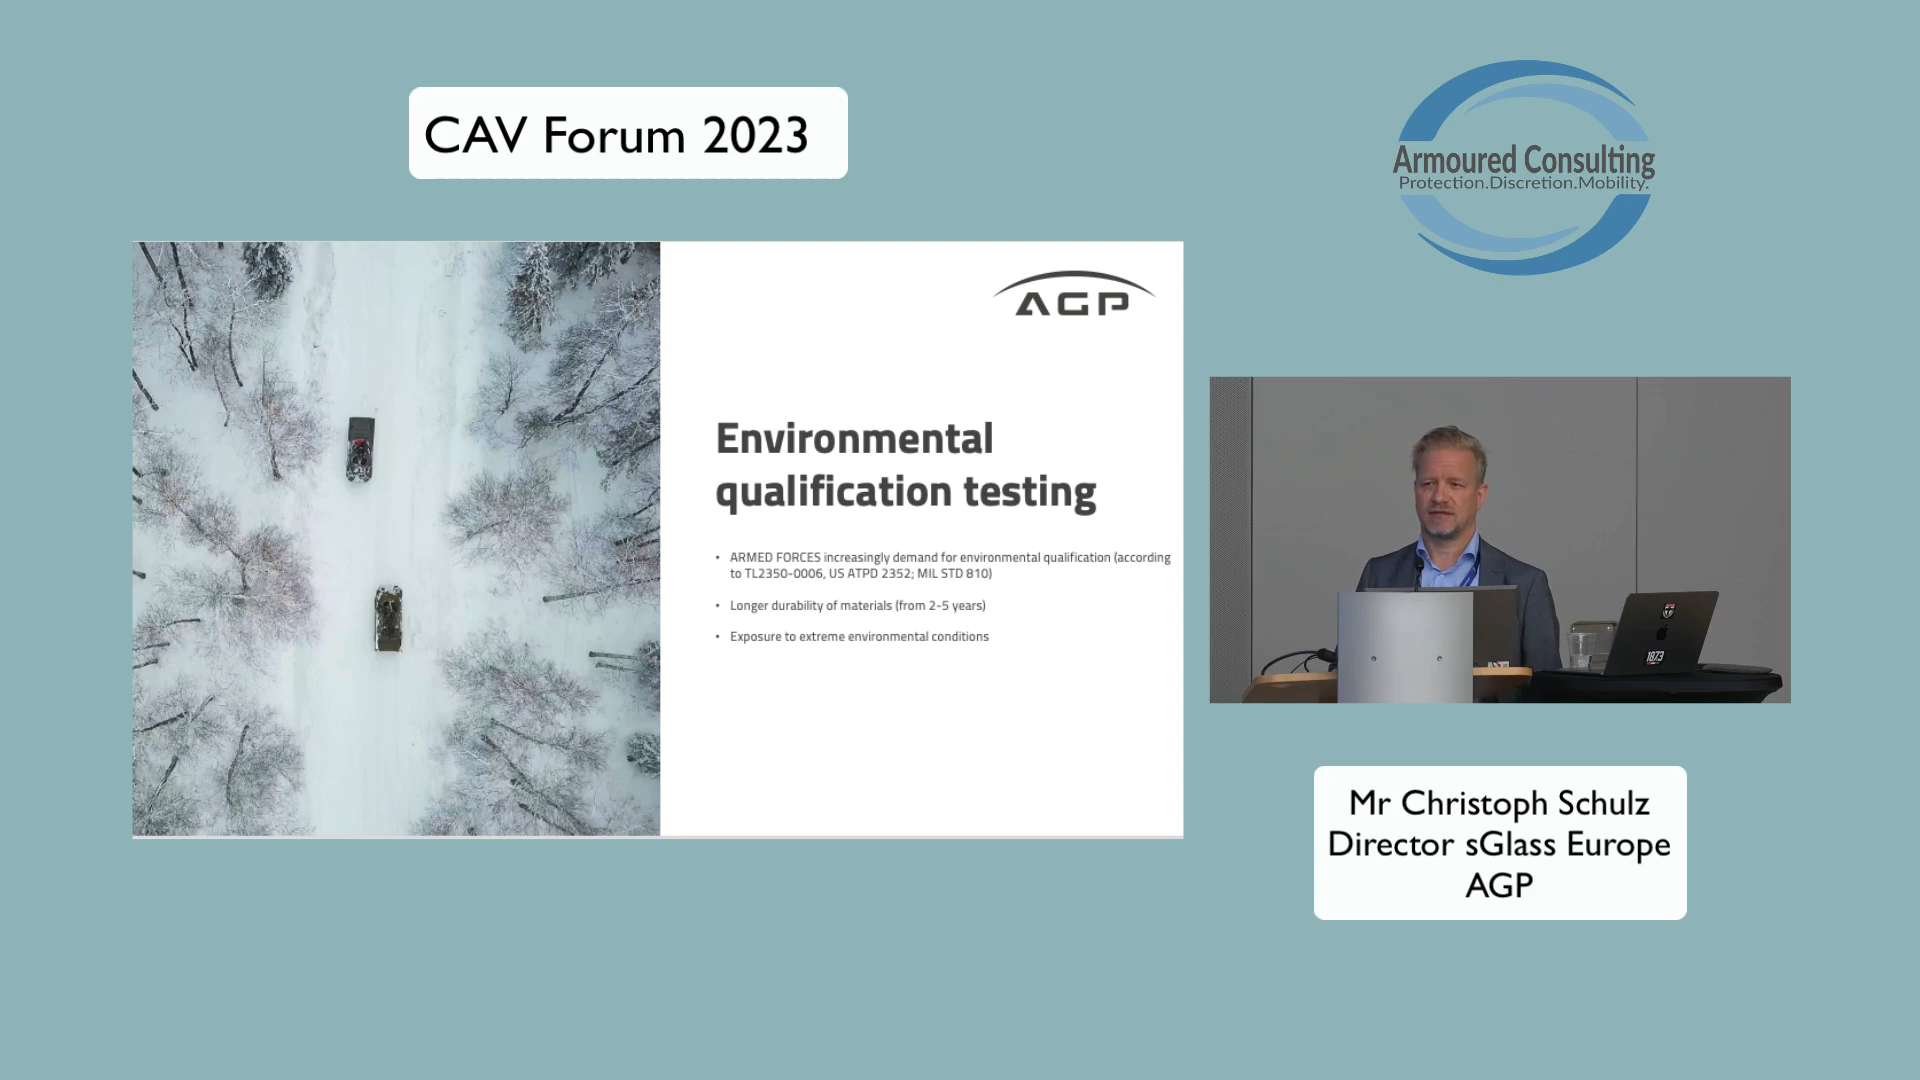 CAV Forum 2023
Armoured Consulting
Protection.Discretion.Mobility.
AGP
Environmental
qualification testing
• ARMED FORCES increasingly demand for environmental qualification (according
to TL2350-0006, US ATPD 2352; MIL STD 810)
• Longer durability of materials (from 2-5 years)
• Exposure to extreme environmental conditions
1873
Mr Christoph Schulz
Director sGlass Europe
AGP